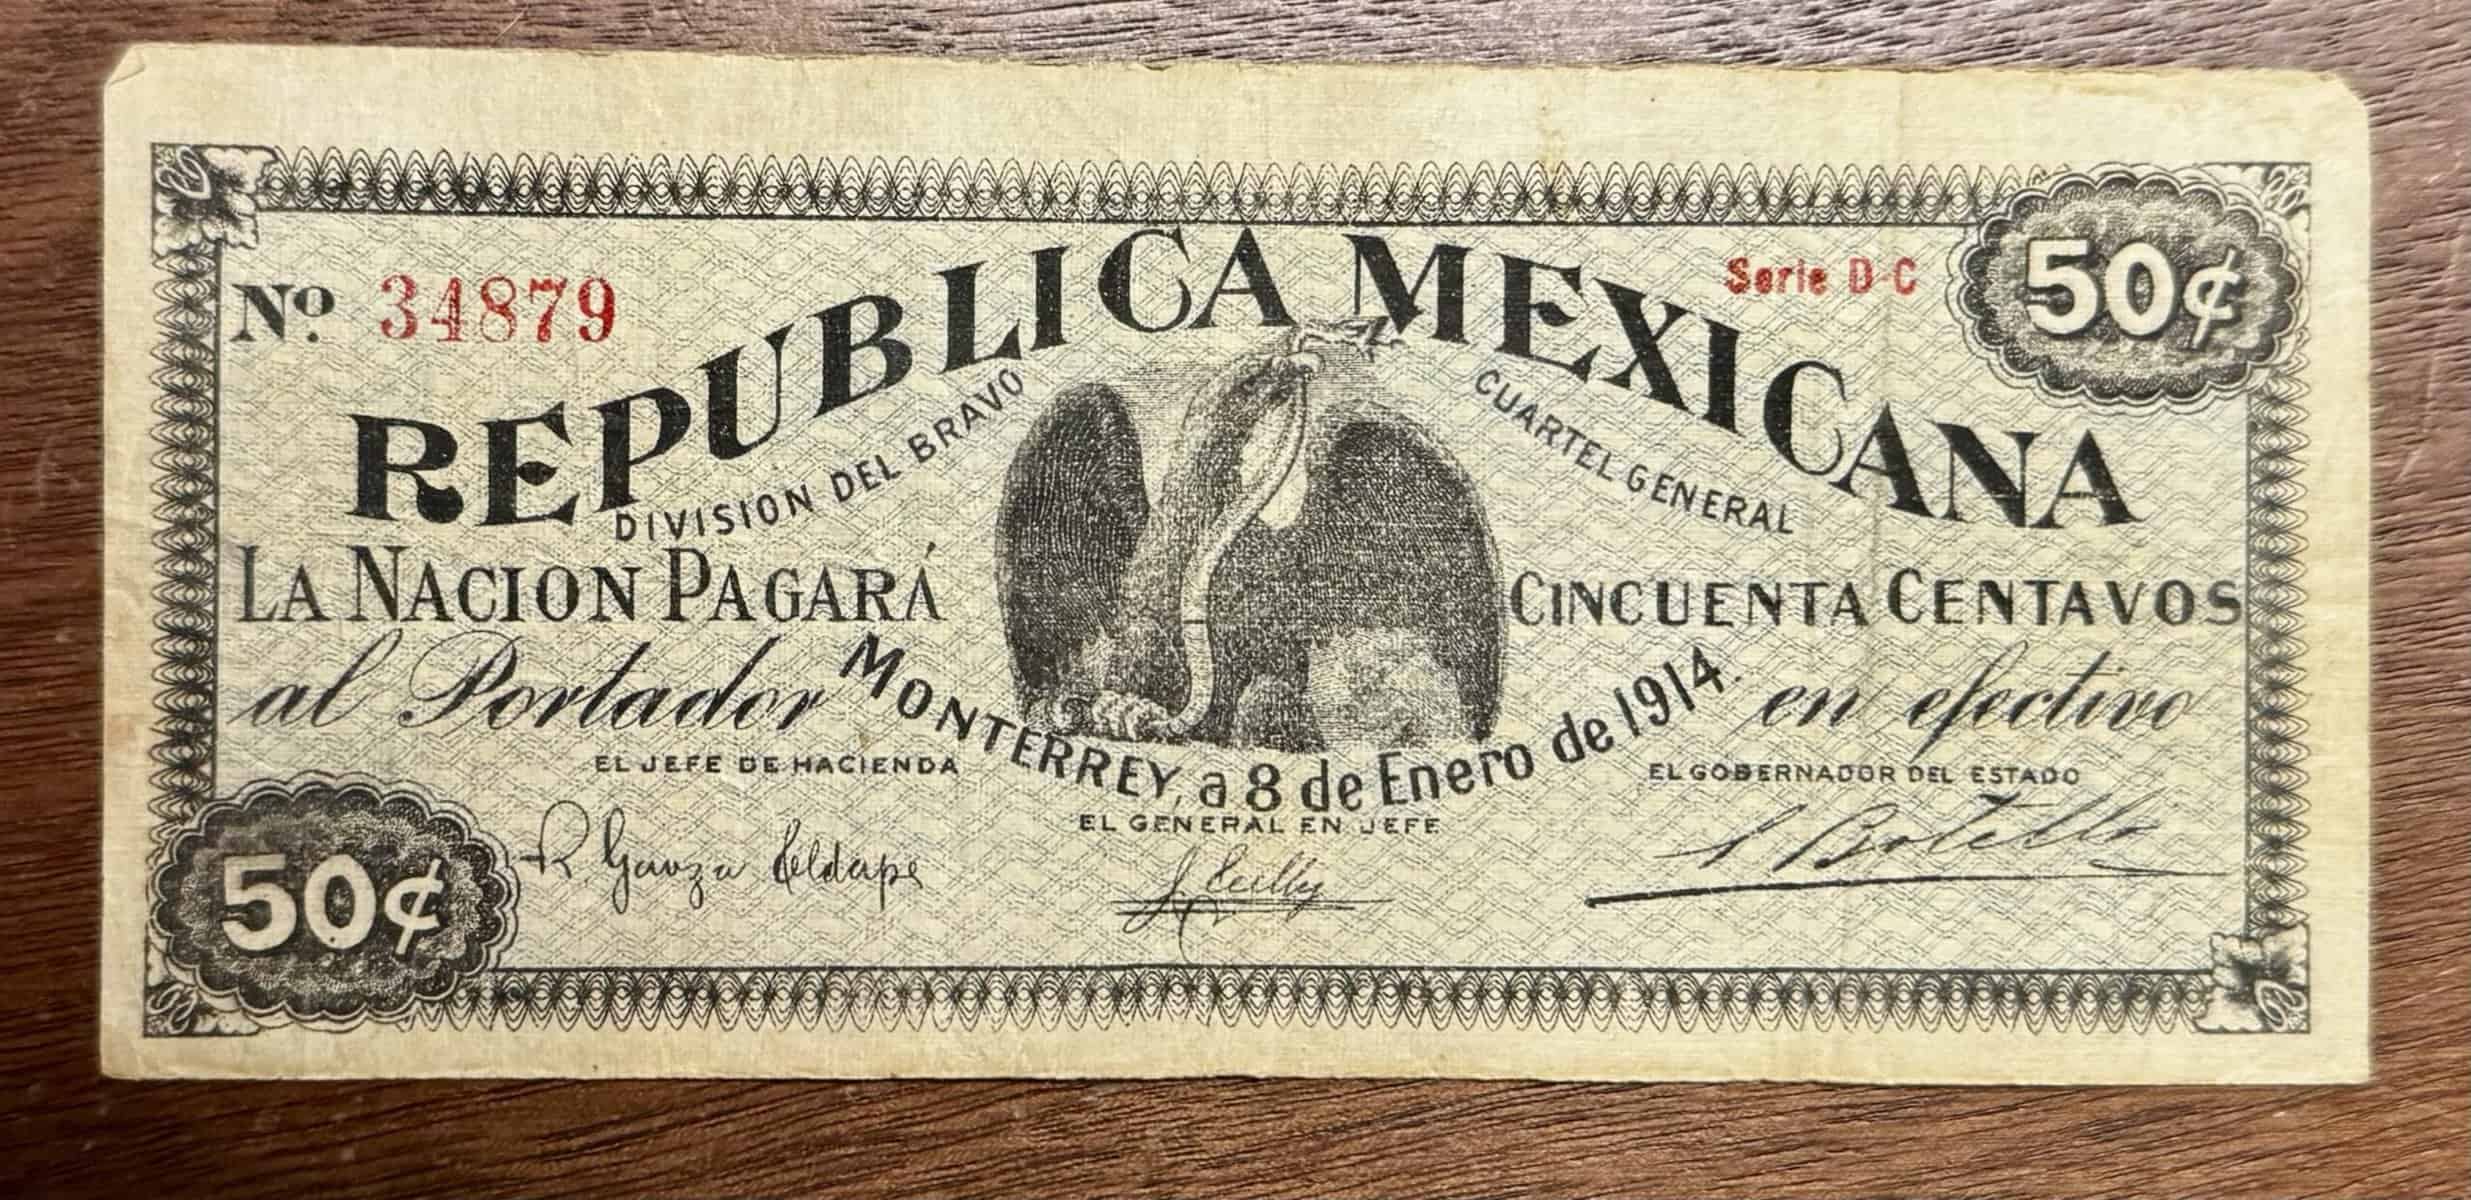 Nº. 34879
Serie D-C
50¢
REPUBLICA MEXICANA
DIVISION DEL BRAVO
CUARTEL GENERAL
LA NACION PAGARÁ
CINCUENTA CENTAVOS
al Portador
en efectivo
MONTERREY, a 8 de Enero de 1914.
EL JEFE DE HACIENDA
EL GENERAL EN JEFE
EL GOBERNADOR DEL ESTADO
R. Garza
50¢